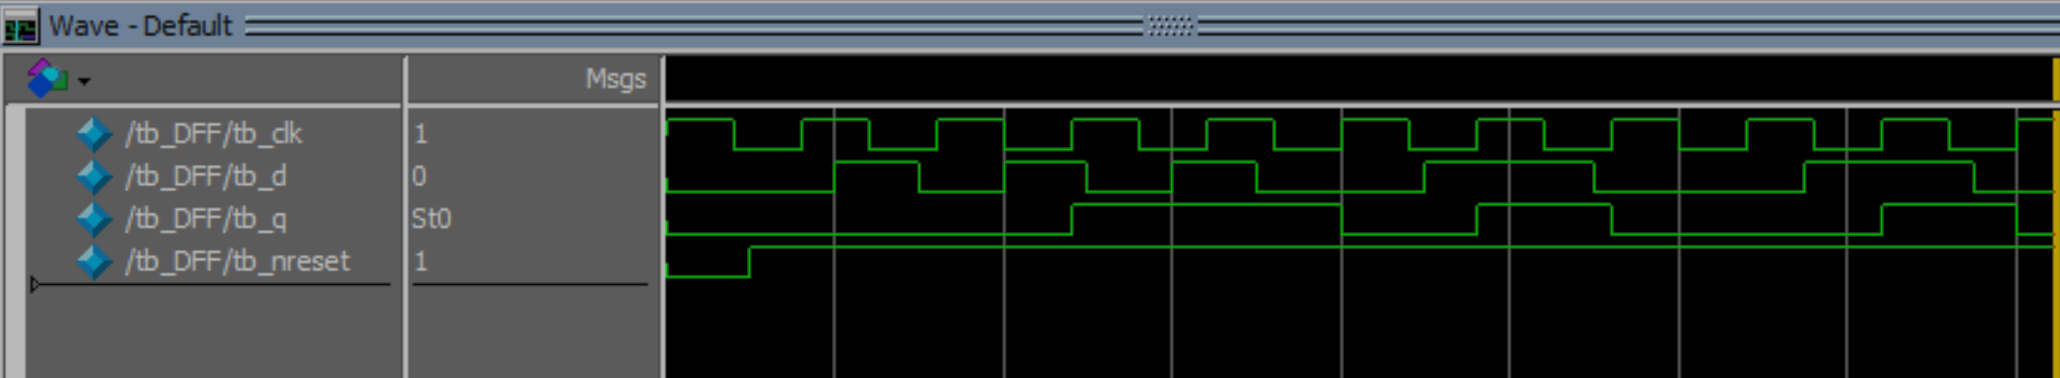 Wave - Default
Msgs
/tb_DFF/tb_clk 1
/tb_DFF/tb_d 0
/tb_DFF/tb_q St0
/tb_DFF/tb_nreset 1